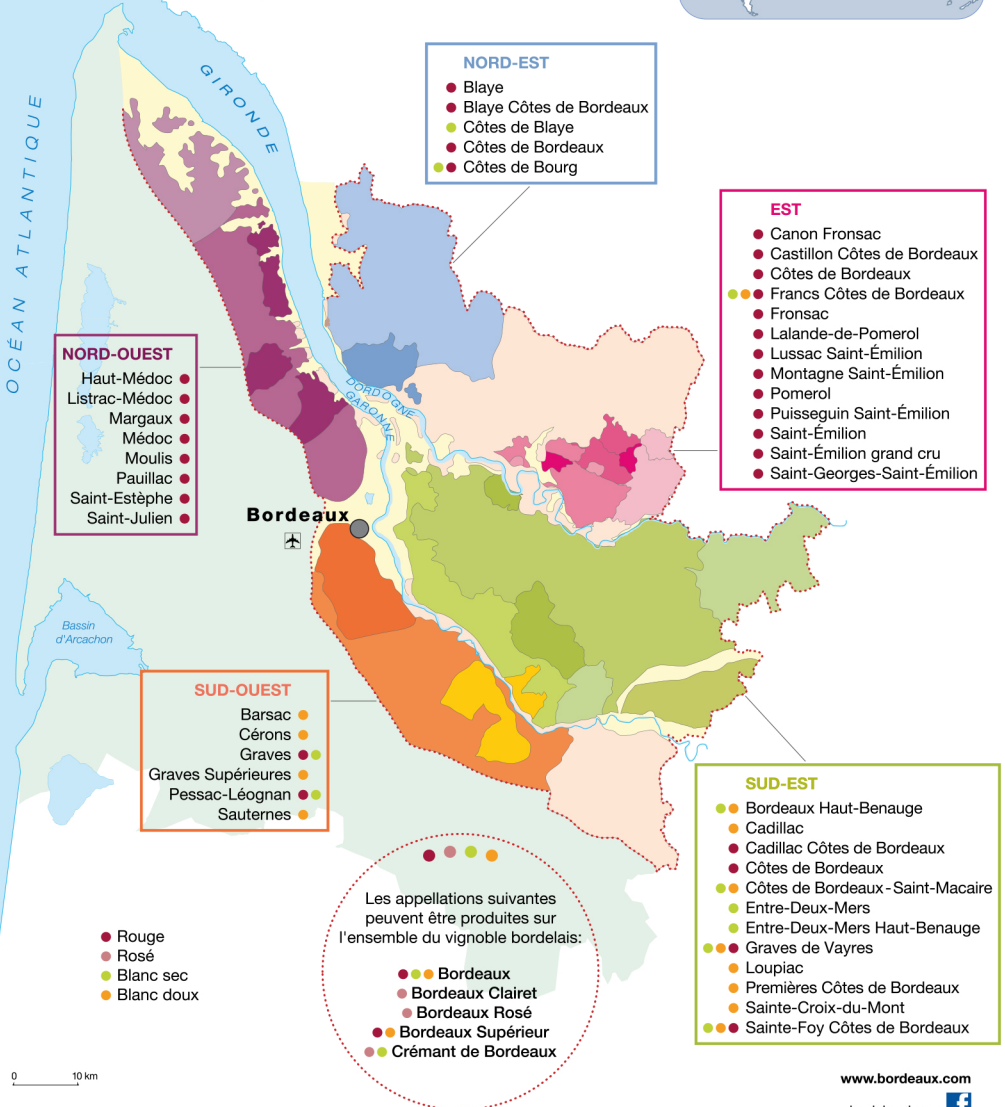 OCÉAN ATLANTIQUE
GIRONDE
NORD-EST
Blaye
Blaye Côtes de Bordeaux
Côtes de Blaye
Côtes de Bordeaux
Côtes de Bourg
EST
Canon Fronsac
Castillon Côtes de Bordeaux
Côtes de Bordeaux
Francs Côtes de Bordeaux
Fronsac
Lalande-de-Pomerol
Lussac Saint-Émilion
Montagne Saint-Émilion
Pomerol
Puisseguin Saint-Émilion
Saint-Émilion
Saint-Émilion grand cru
Saint-Georges-Saint-Émilion
NORD-OUEST
Haut-Médoc
Listrac-Médoc
Margaux
Médoc
Moulis
Pauillac
Saint-Estèphe
Saint-Julien
DORDOGNE
GARONNE
Bordeaux
Bassin
d'Arcachon
SUD-OUEST
Barsac
Cérons
Graves
Graves Supérieures
Pessac-Léognan
Sauternes
SUD-EST
Bordeaux Haut-Benauge
Cadillac
Cadillac Côtes de Bordeaux
Côtes de Bordeaux
Côtes de Bordeaux-Saint-Macaire
Entre-Deux-Mers
Entre-Deux-Mers Haut-Benauge
Graves de Vayres
Loupiac
Premières Côtes de Bordeaux
Sainte-Croix-du-Mont
Sainte-Foy Côtes de Bordeaux
Les appellations suivantes
peuvent être produites sur
l'ensemble du vignoble bordelais:
Bordeaux
Bordeaux Clairet
Bordeaux Rosé
Bordeaux Supérieur
Crémant de Bordeaux
Rouge
Rosé
Blanc sec
Blanc doux
0 10 km
www.bordeaux.com